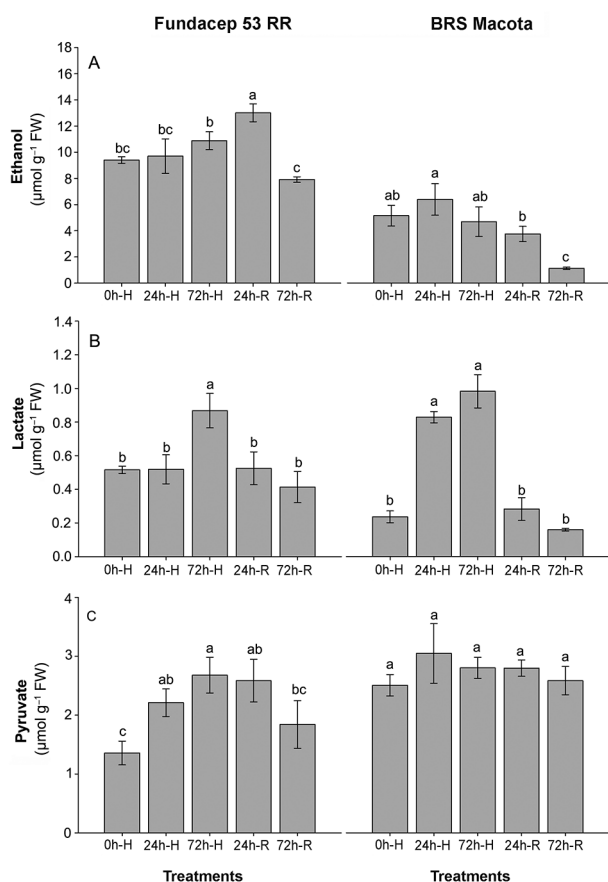 Fundacep 53 RR BRS Macota
A
Ethanol
(µmol g⁻¹ FW)
18
16
14
12
10
8
6
4
2
0
bc bc b a c
ab a ab b c
0h-H 24h-H 72h-H 24h-R 72h-R
0h-H 24h-H 72h-H 24h-R 72h-R
B
Lactate
(µmol g⁻¹ FW)
1.4
1.2
1.0
0.8
0.6
0.4
0.2
0.0
b b a b b
b a a b b
0h-H 24h-H 72h-H 24h-R 72h-R
0h-H 24h-H 72h-H 24h-R 72h-R
C
Pyruvate
(µmol g⁻¹ FW)
4
3
2
1
0
c ab a ab bc
a a a a a
0h-H 24h-H 72h-H 24h-R 72h-R
0h-H 24h-H 72h-H 24h-R 72h-R
Treatments Treatments